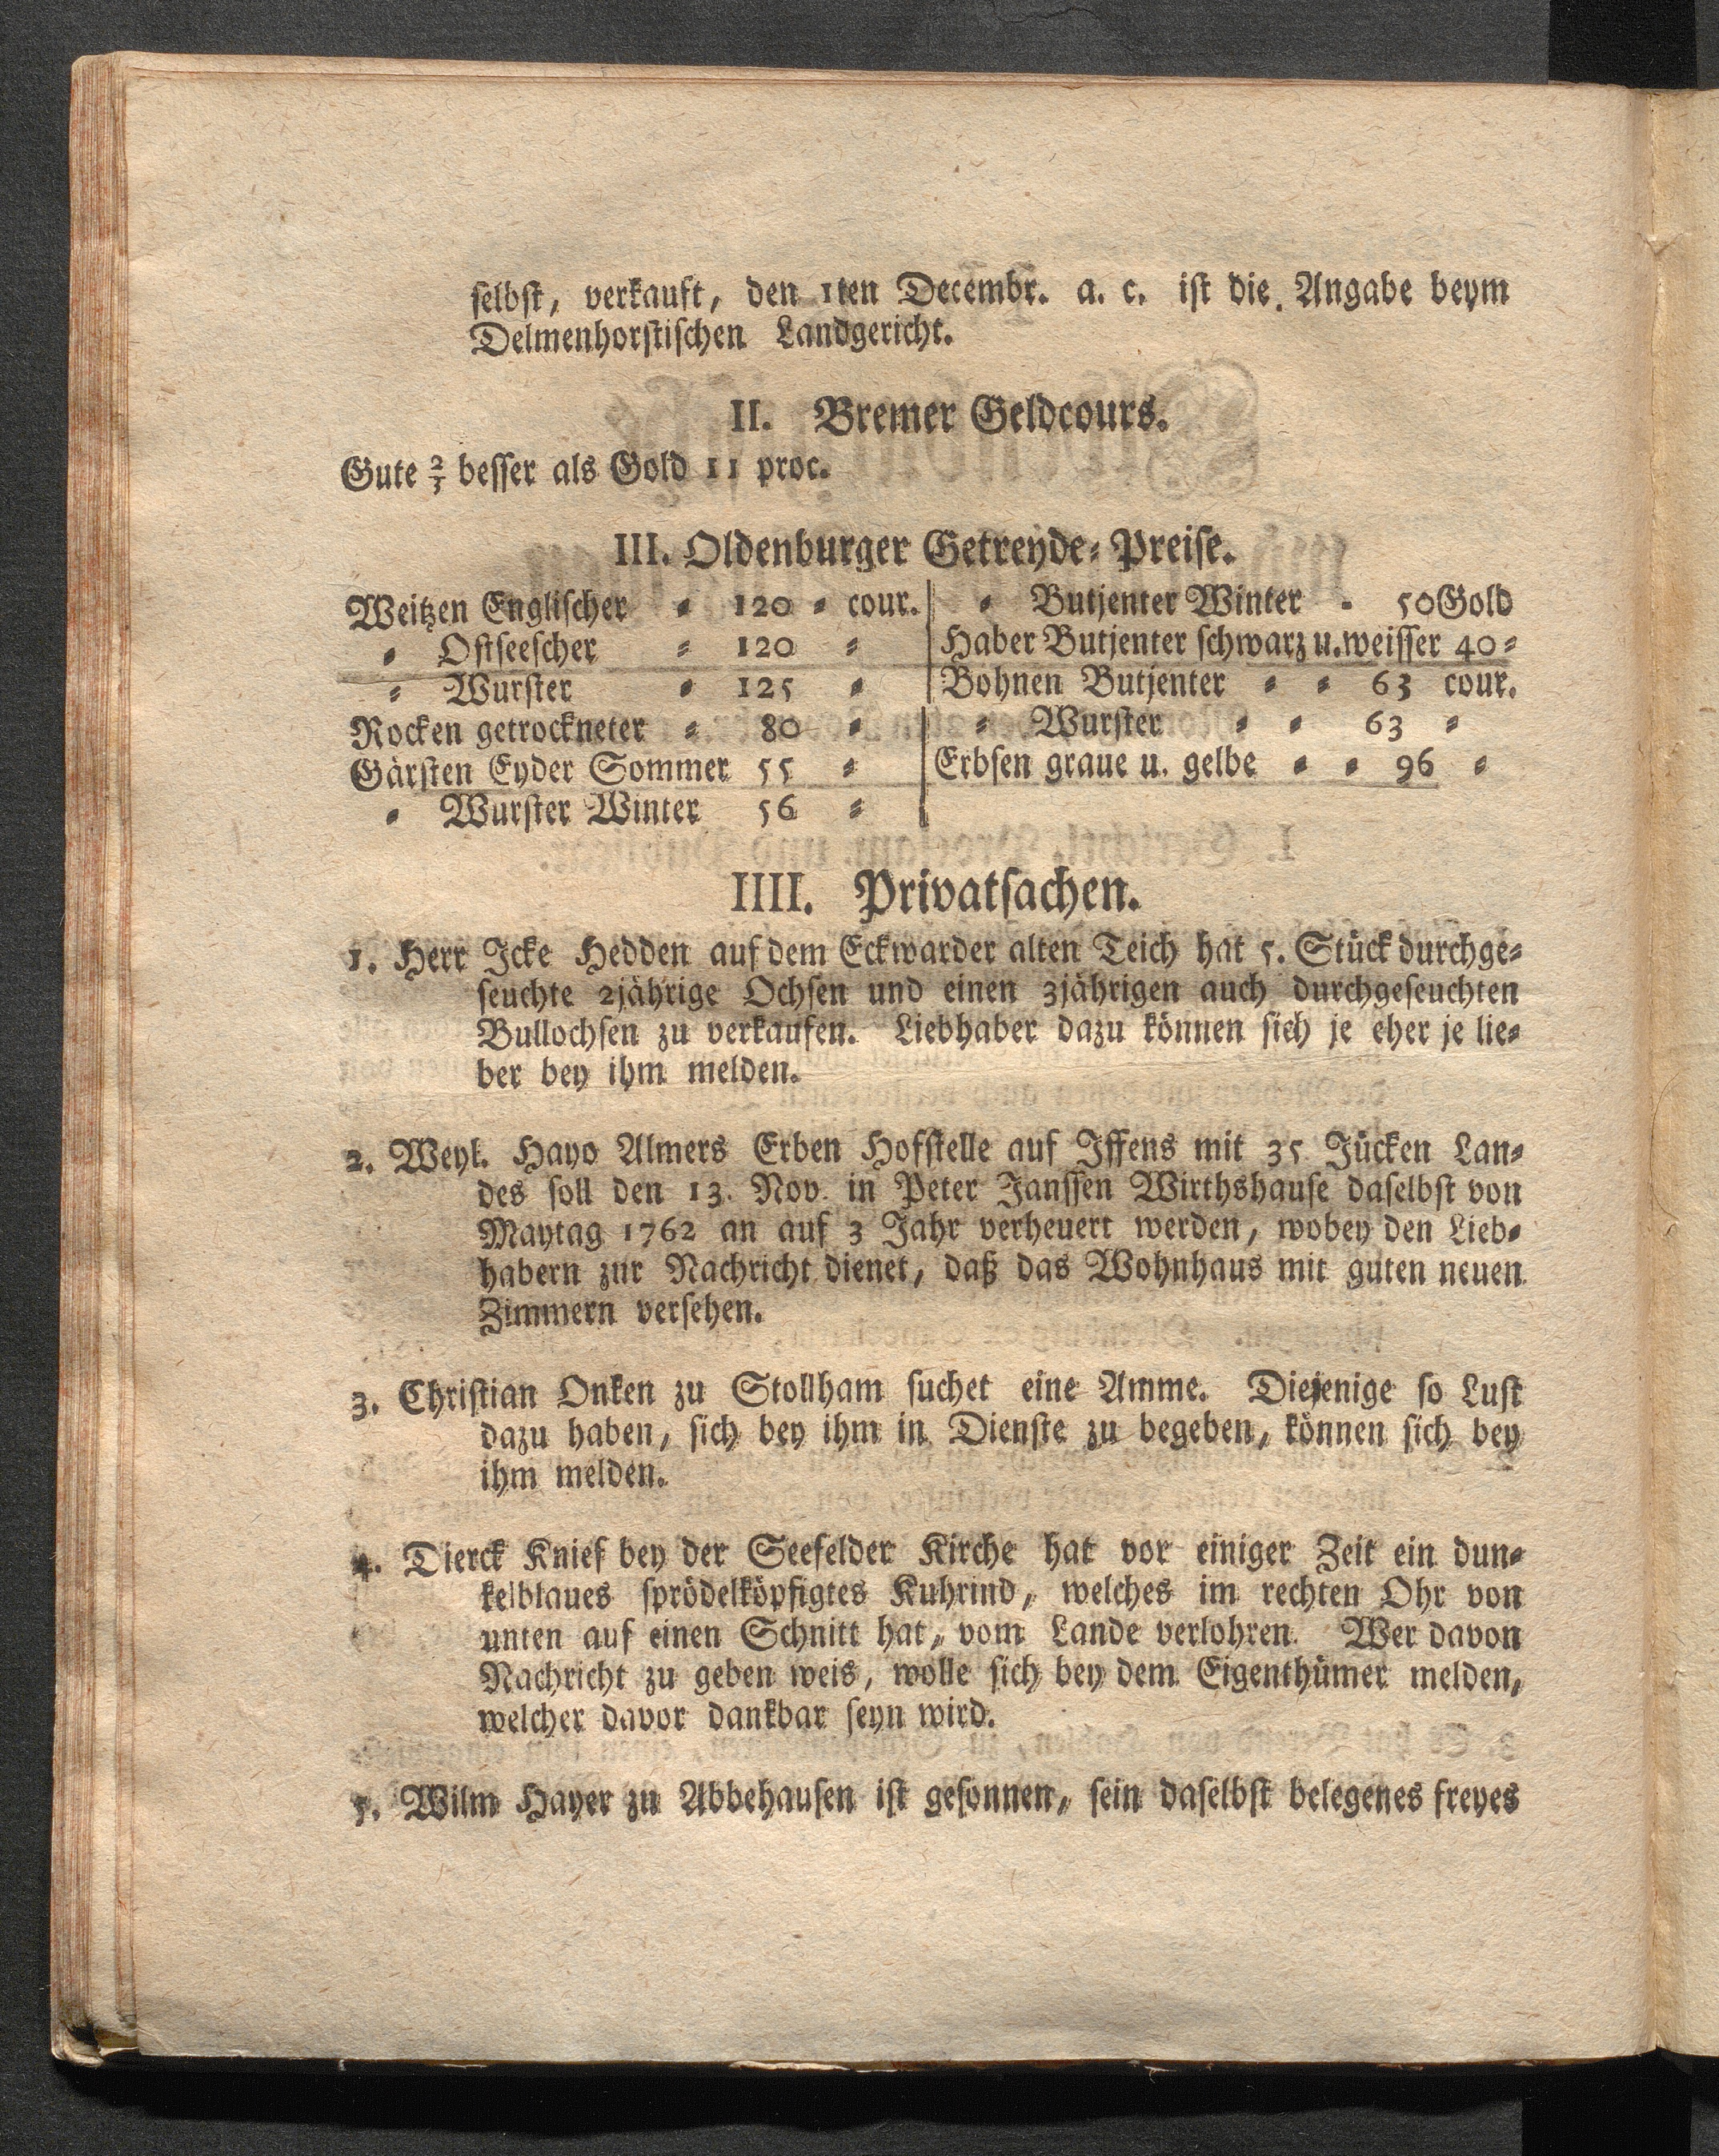 selbst, verkauft, den 1ten Decembr. a. c. ist die Angabe beym
Delmenhorstischen Landgericht.
II. Bremer Geldcours.
Gute 2/3 besser als Gold 11 proc.
III. Oldenburger Getreyde-Preise.
Weitzen Englischer - 120 - cour.
- Ostseescher - 120 -
- Wurster - 125 -
Rocken getrockneter - 80 -
Gärsten Eyder Sommer 55 -
- Wurster Winter 56 -
- Butjenter Winter - 50 Gold
Haber Butjenter schwarz u. weisser 40 -
Bohnen Butjenter - - 63 cour.
- Wurster - - 63 -
Erbsen graue u. gelbe - - 96 -
IIII. Privatsachen.
1. Herr Icke Hedden auf dem Eckwarder alten Teich hat 5. Stück durchge-
seuchte 2jährige Ochsen und einen 3jährigen auch durchgeseuchten
Bullochsen zu verkaufen. Liebhaber dazu können sich je eher je lie-
ber bey ihm melden.
2. Weyl. Hayo Almers Erben Hofstelle auf Iffens mit 35 Jücken Lan-
des soll den 13. Nov. in Peter Janssen Wirthshause daselbst von
Maytag 1762 an auf 3 Jahr verheuert werden, wobey den Lieb-
habern zur Nachricht dienet, daß das Wohnhaus mit guten neuen
Zimmern versehen.
3. Christian Onken zu Stollham suchet eine Amme. Diejenige so Lust
dazu haben, sich bey ihm in Dienste zu begeben, können sich bey
ihm melden.
4. Dierck Knief bey der Seefelder Kirche hat vor einiger Zeit ein dun-
kelblaues sprödelköpfigtes Kuhrind, welches im rechten Ohr von
unten auf einen Schnitt hat, vom Lande verlohren. Wer davon
Nachricht zu geben weis, wolle sich bey dem Eigenthümer melden,
welcher davor dankbar seyn wird.
5. Wilm Hayer zu Abbehausen ist gesonnen, sein daselbst belegenes freyes